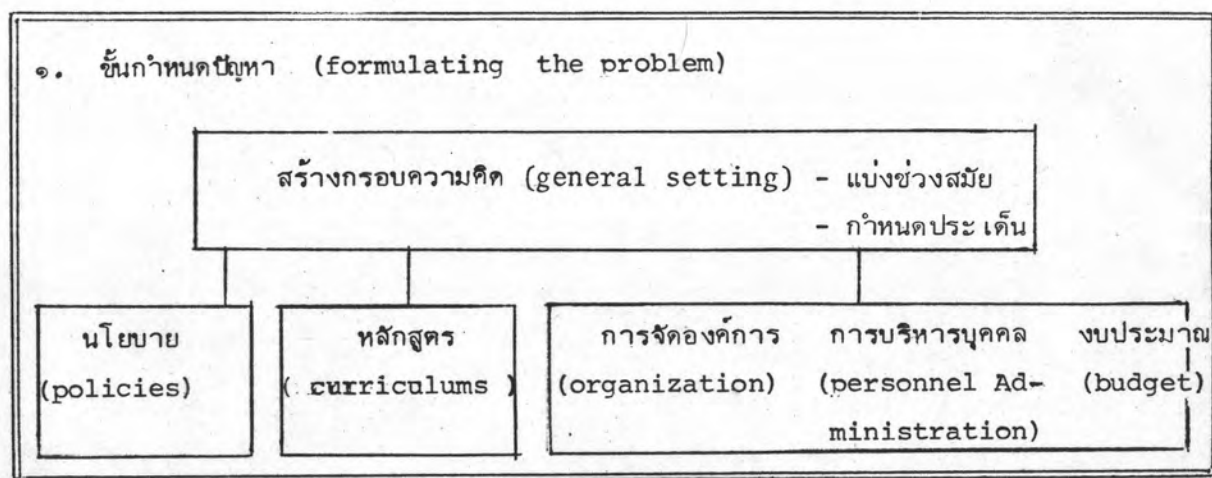 ๑. ขั้นกำหนดปัญหา (formulating the problem)
สร้างกรอบความคิด (general setting) - แบ่งช่วงสมัย
- กำหนดประเด็น
นโยบาย
(policies)
หลักสูตร
( curriculums )
การจัดองค์การ การบริหารบุคคล งบประมาณ
(organization) (personnel Ad- (budget)
ministration)